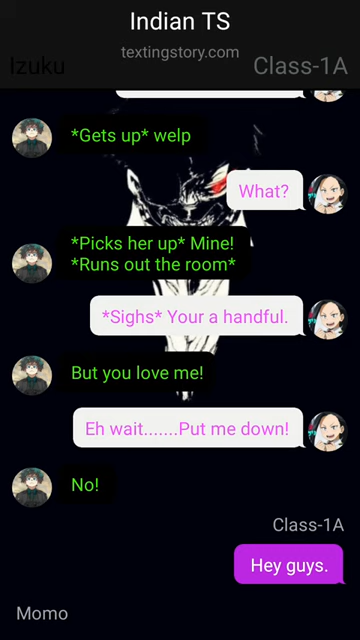 Indian TS
textingstory.com
Izuku
Class-1A
*Gets up* welp
What?
*Picks her up* Mine!
*Runs out the room*
*Sighs* Your a handful.
But you love me!
Eh wait.......Put me down!
No!
Class-1A
Hey guys.
Momo